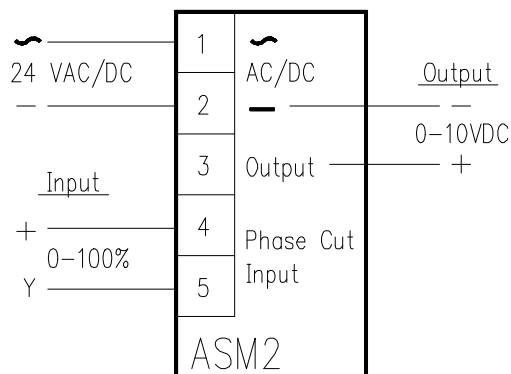 ~ 1 ~
24 VAC/DC AC/DC Output
− 2 − −
0-10VDC
3 Output +
Input
+ 4 Phase Cut
0-100% Input
Y 5
ASM2